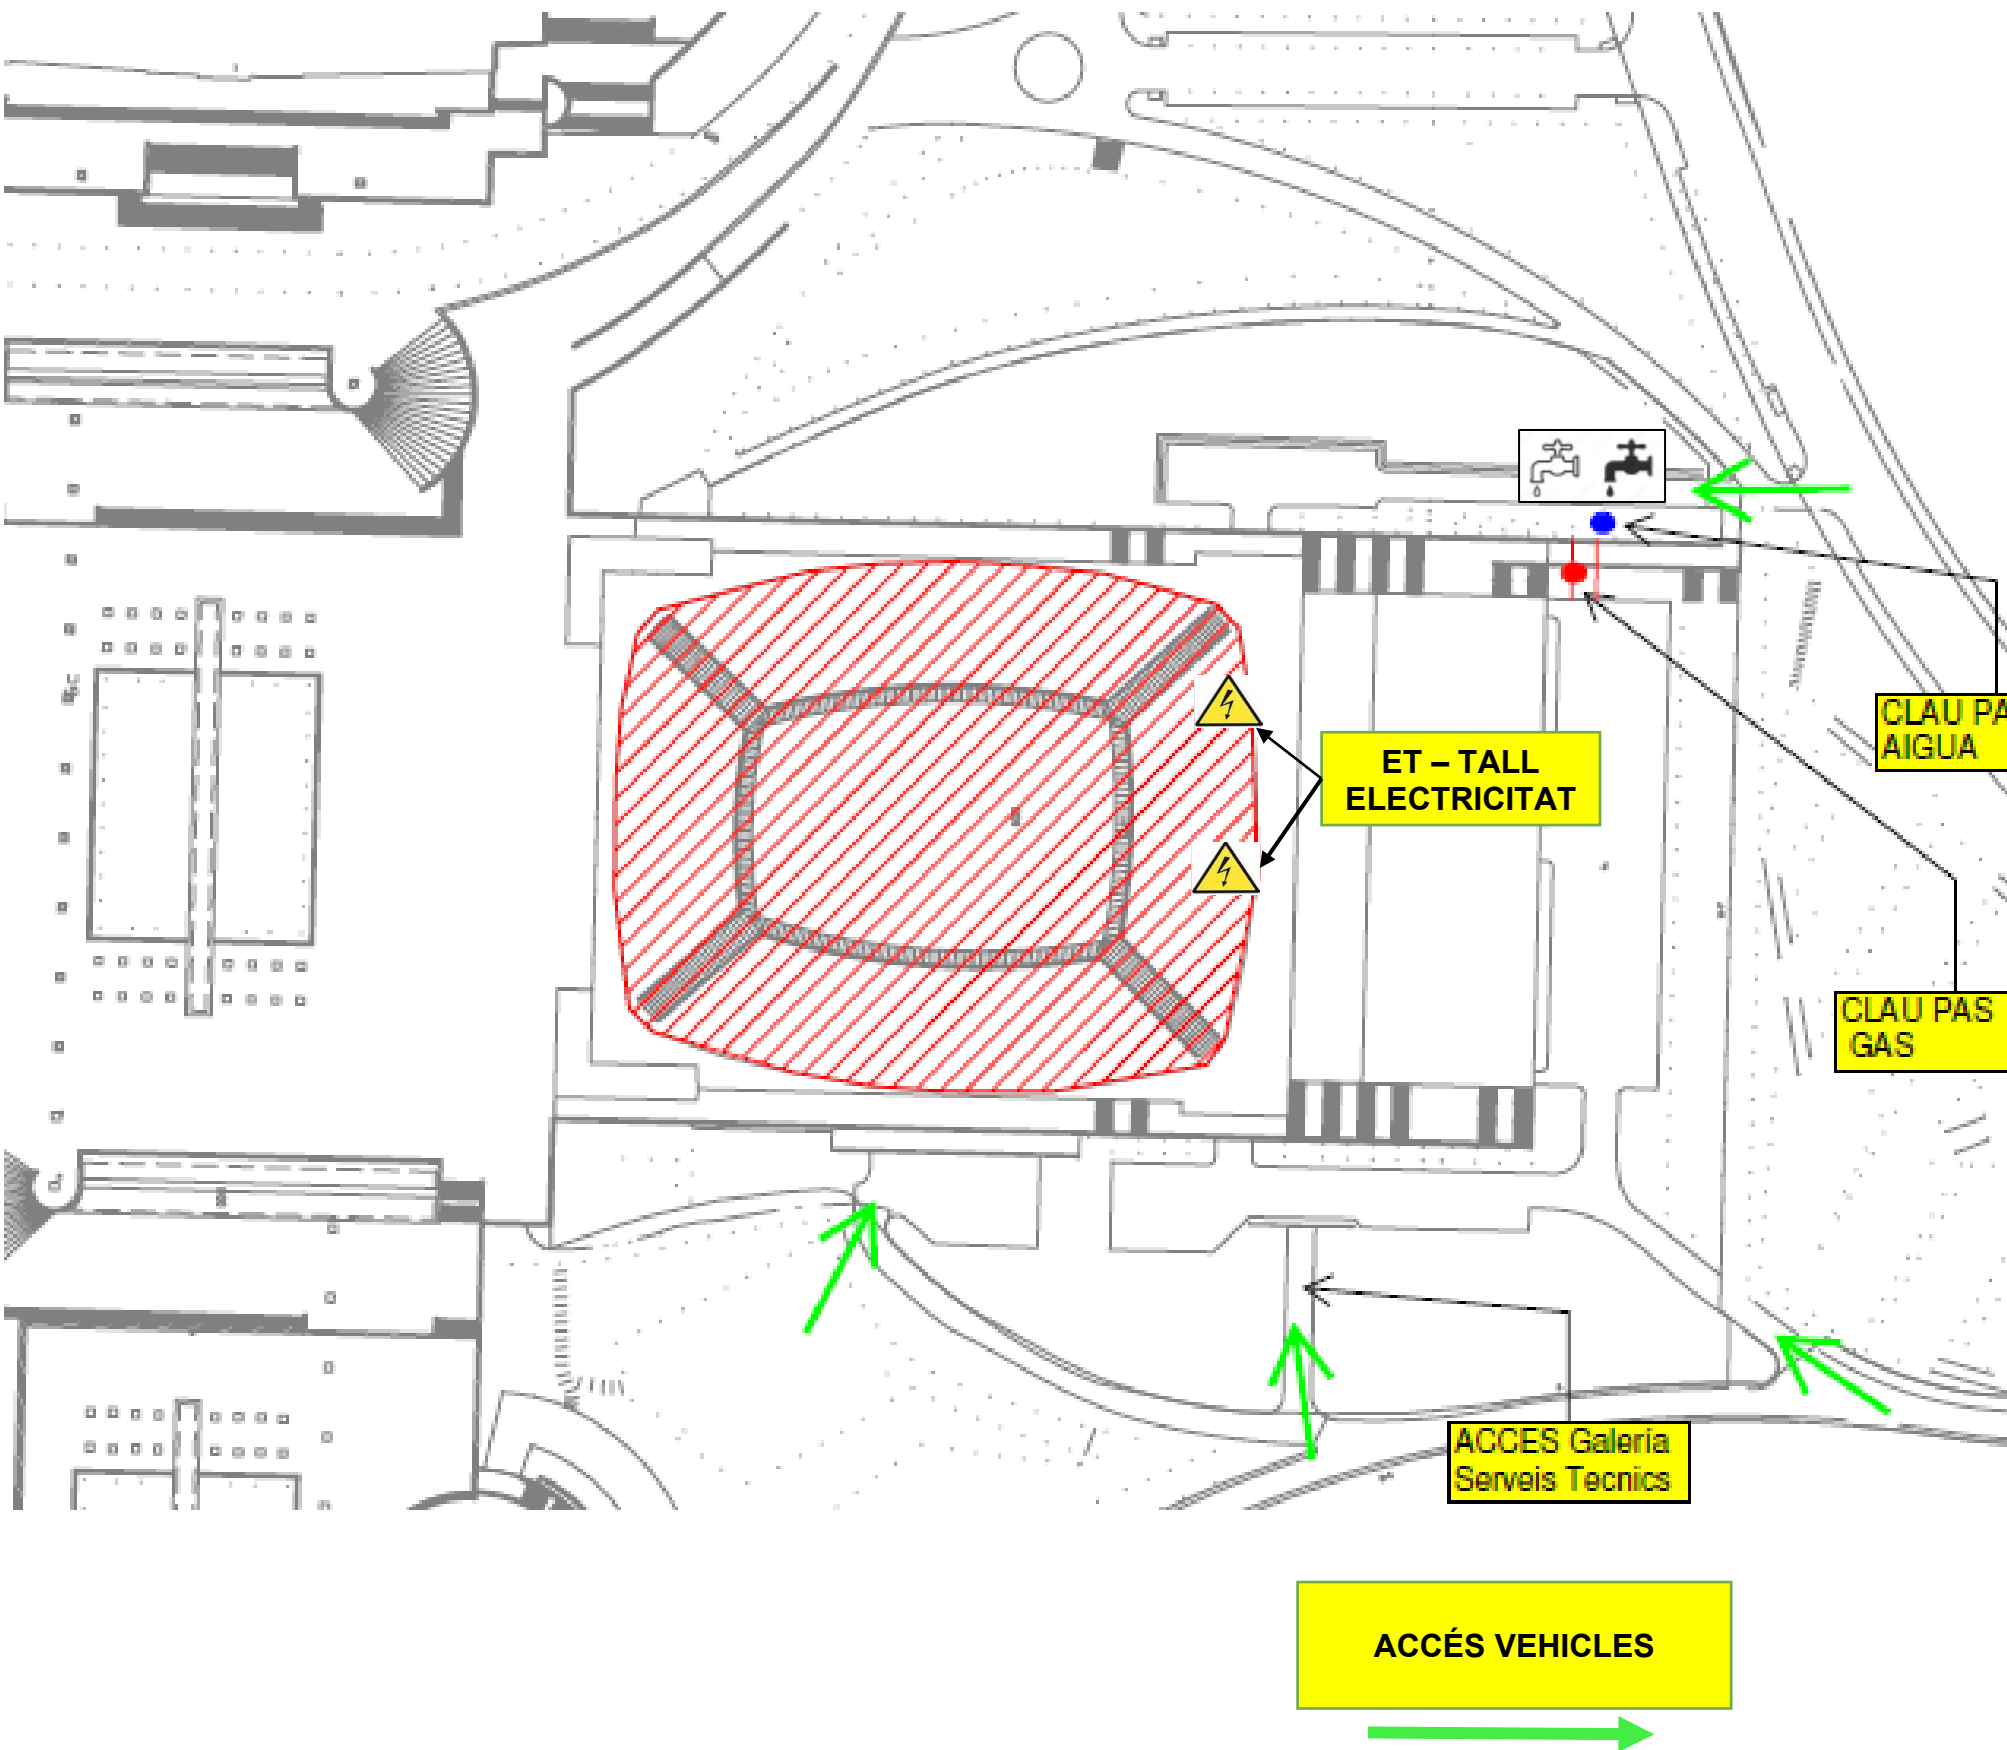 CLAU PA
AIGUA
ET – TALL
ELECTRICITAT
CLAU PAS
GAS
ACCES Galeria
Serveis Tecnics
ACCÉS VEHICLES